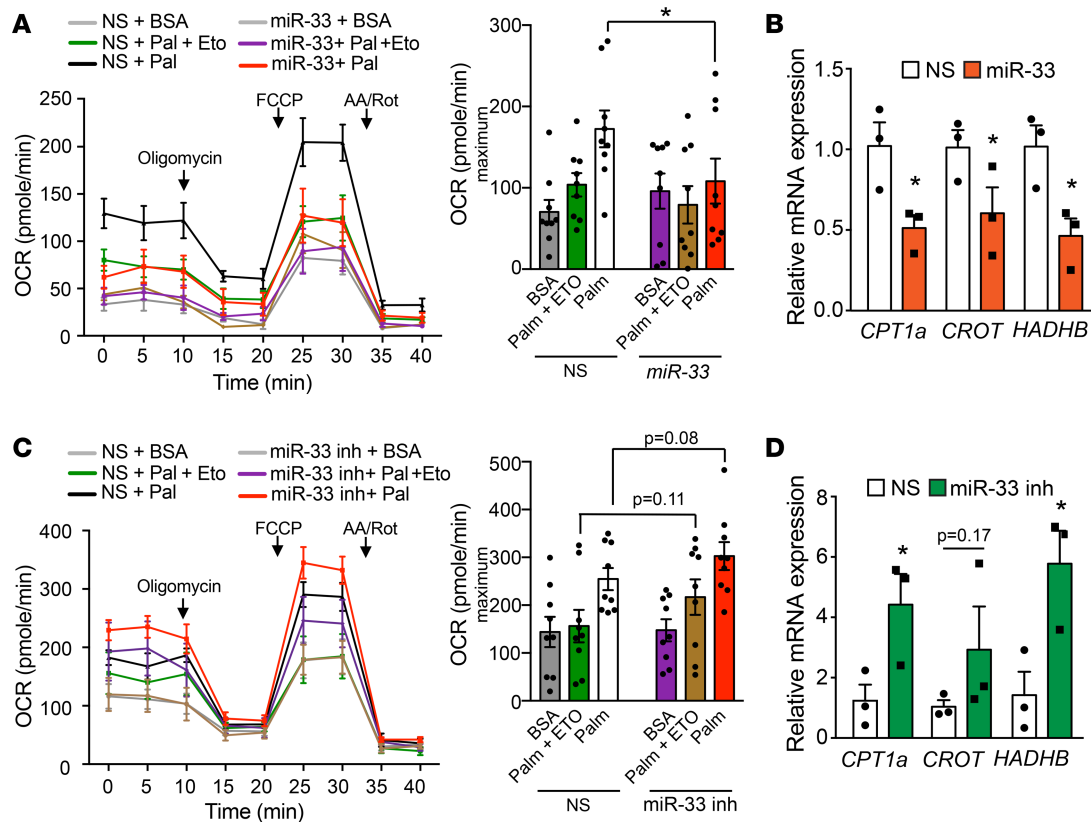 A
NS + BSA
NS + Pal + Eto
NS + Pal
miR-33 + BSA
miR-33+ Pal +Eto
miR-33+ Pal
OCR (pmole/min)
250
200
150
100
50
0
Oligomycin
FCCP
AA/Rot
0 5 10 15 20 25 30 35 40
Time (min)
OCR (pmole/min)
maximum
300
200
100
0
*
BSA
Palm + ETO
Palm
BSA
Palm + ETO
Palm
NS
miR-33
B
NS
miR-33
Relative mRNA expression
1.5
1.0
0.5
0.0
*
*
*
CPT1a CROT HADHB
C
NS + BSA
NS + Pal + Eto
NS + Pal
miR-33 inh + BSA
miR-33 inh+ Pal +Eto
miR-33 inh+ Pal
OCR (pmole/min)
400
300
200
100
0
Oligomycin
FCCP
AA/Rot
0 5 10 15 20 25 30 35 40
Time (min)
OCR (pmole/min)
maximum
500
400
300
200
100
0
p=0.08
p=0.11
BSA
Palm + ETO
Palm
BSA
Palm + ETO
Palm
NS
miR-33 inh
D
NS
miR-33 inh
Relative mRNA expression
8
6
4
2
0
*
p=0.17
*
CPT1a CROT HADHB